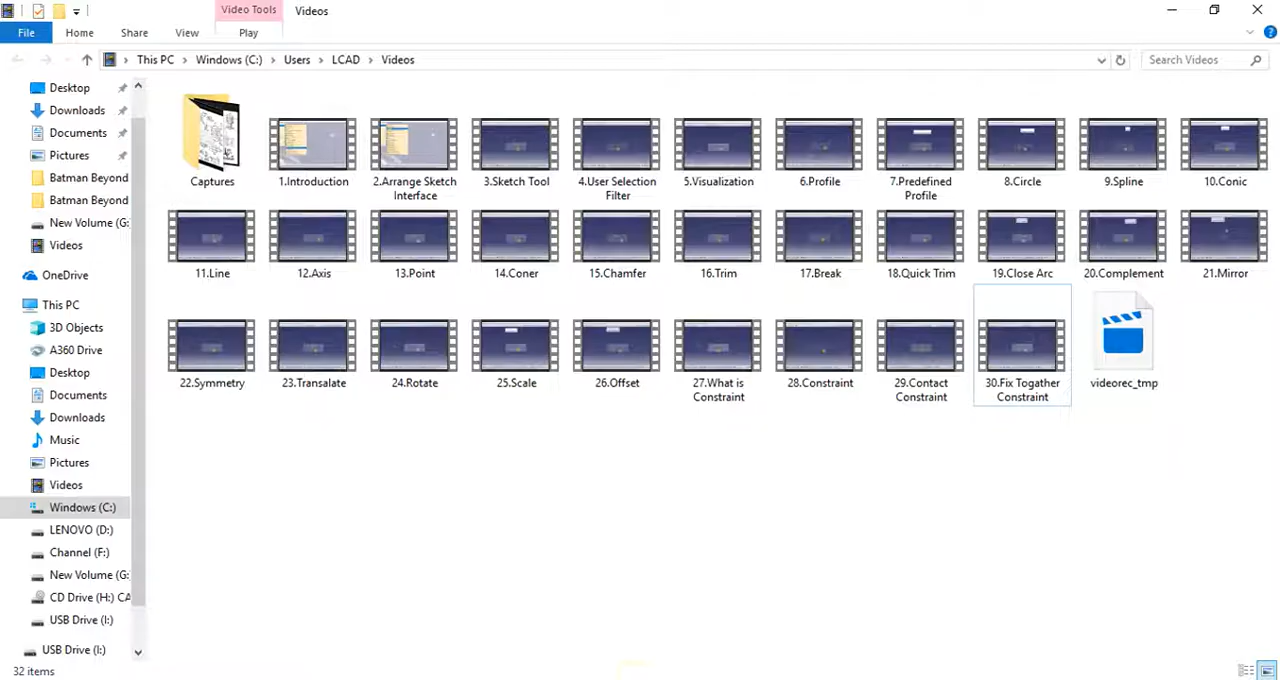 Video Tools
Videos
File
Home
Share
View
Play
This PC
Windows (C:)
Users
LCAD
Videos
Search Videos
Desktop
Downloads
Documents
Pictures
Batman Beyond
Batman Beyond
New Volume (G:
Videos
OneDrive
This PC
3D Objects
A360 Drive
Desktop
Documents
Downloads
Music
Pictures
Videos
Windows (C:)
LENOVO (D:)
Channel (F:)
New Volume (G:
CD Drive (H:) CA
USB Drive (I:)
USB Drive (I:)
Captures
1.Introduction
2.Arrange Sketch
Interface
3.Sketch Tool
4.User Selection
Filter
5.Visualization
6.Profile
7.Predefined
Profile
8.Circle
9.Spline
10.Conic
11.Line
12.Axis
13.Point
14.Coner
15.Chamfer
16.Trim
17.Break
18.Quick Trim
19.Close Arc
20.Complement
21.Mirror
22.Symmetry
23.Transalate
24.Rotate
25.Scale
26.Offset
27.What is
Constraint
28.Constraint
29.Contact
Constraint
30.Fix Togather
Constraint
videorec_tmp
32 items